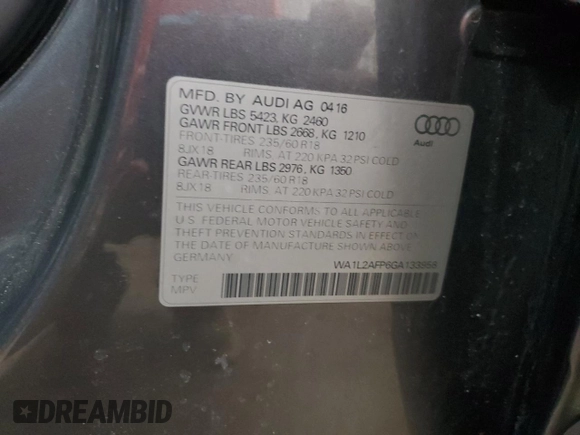 MFD. BY AUDI AG 04 16
GVWR LBS 5423, KG 2460
GAWR FRONT LBS 2668, KG 1210
FRONT-TIRES 235/60 R18
8JX18 RIMS, AT 220 KPA 32 PSI COLD
GAWR REAR LBS 2976, KG 1350
REAR-TIRES 235/60 R18
8JX18 RIMS, AT 220 KPA 32 PSI COLD
Audi
THIS VEHICLE CONFORMS TO ALL APPLICABLE
U.S. FEDERAL MOTOR VEHICLE SAFETY AND
THEFT PREVENTION STANDARDS IN EFFECT ON
THE DATE OF MANUFACTURE SHOWN ABOVE.
GERMANY
TYPE
MPV
DREAMBID